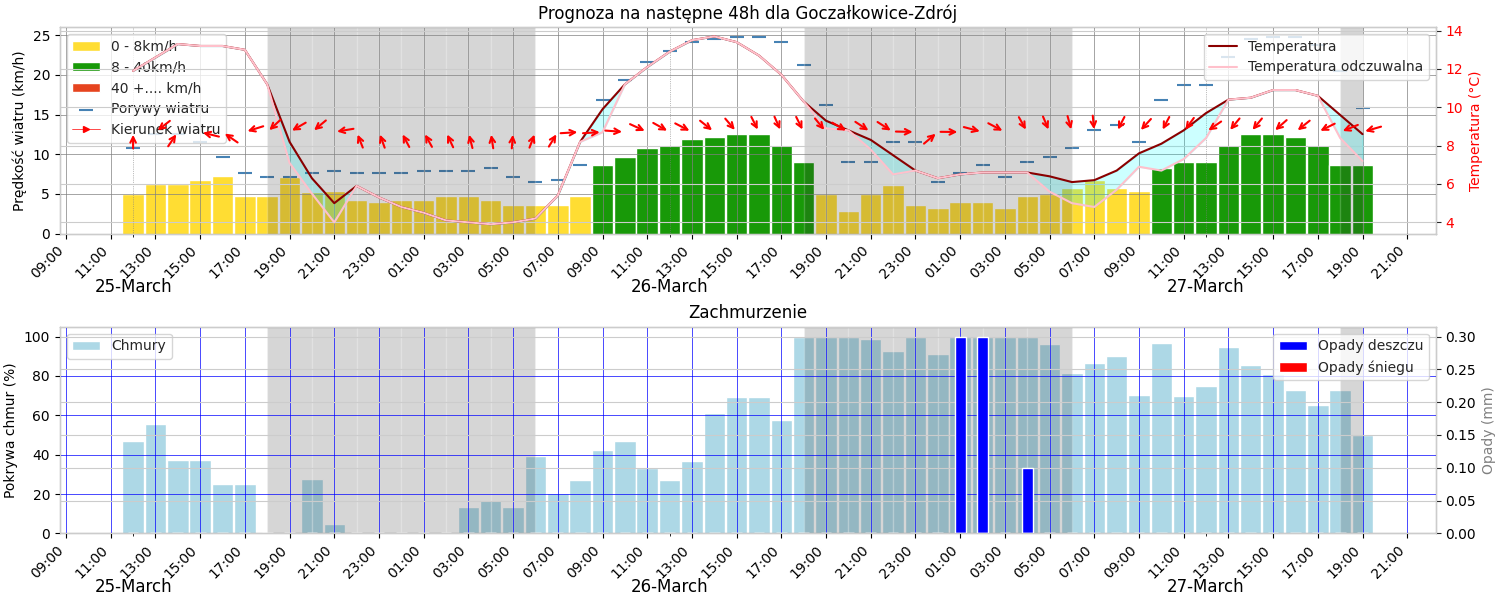 Prognoza na następne 48h dla Goczałkowice-Zdrój
Prędkość wiatru (km/h)
25
20
15
10
5
0
0 - 8km/h
8 - 40km/h
40 +.... km/h
Porywy wiatru
Kierunek wiatru
Temperatura
Temperatura odczuwalna
14
12
10
8
6
4
Temperatura (°C)
09:00 11:00 13:00 15:00 17:00 19:00 21:00 23:00 01:00 03:00 05:00 07:00 09:00 11:00 13:00 15:00 17:00 19:00 21:00 23:00 01:00 03:00 05:00 07:00 09:00 11:00 13:00 15:00 17:00 19:00 21:00
25-March 26-March 27-March
Zachmurzenie
Pokrywa chmur (%)
100
80
60
40
20
0
Chmury
Opady deszczu
Opady śniegu
0.30
0.25
0.20
0.15
0.10
0.05
0.00
Opady (mm)
09:00 11:00 13:00 15:00 17:00 19:00 21:00 23:00 01:00 03:00 05:00 07:00 09:00 11:00 13:00 15:00 17:00 19:00 21:00 23:00 01:00 03:00 05:00 07:00 09:00 11:00 13:00 15:00 17:00 19:00 21:00
25-March 26-March 27-March